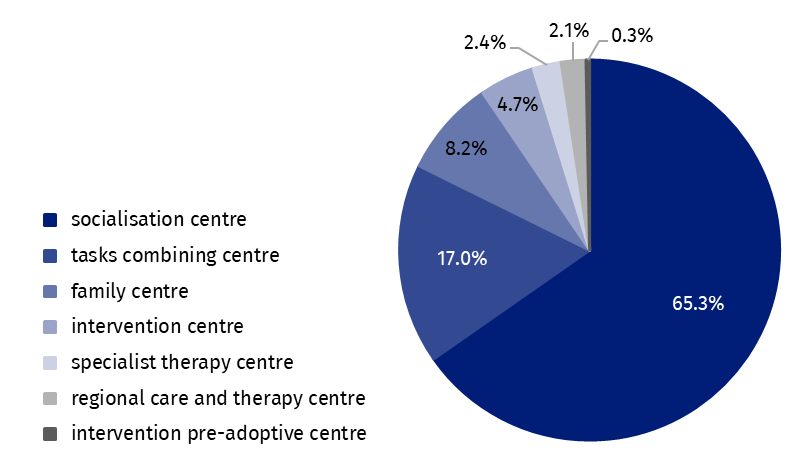 2.4%
2.1%
0.3%
4.7%
8.2%
17.0%
65.3%
socialisation centre
tasks combining centre
family centre
intervention centre
specialist therapy centre
regional care and therapy centre
intervention pre-adoptive centre